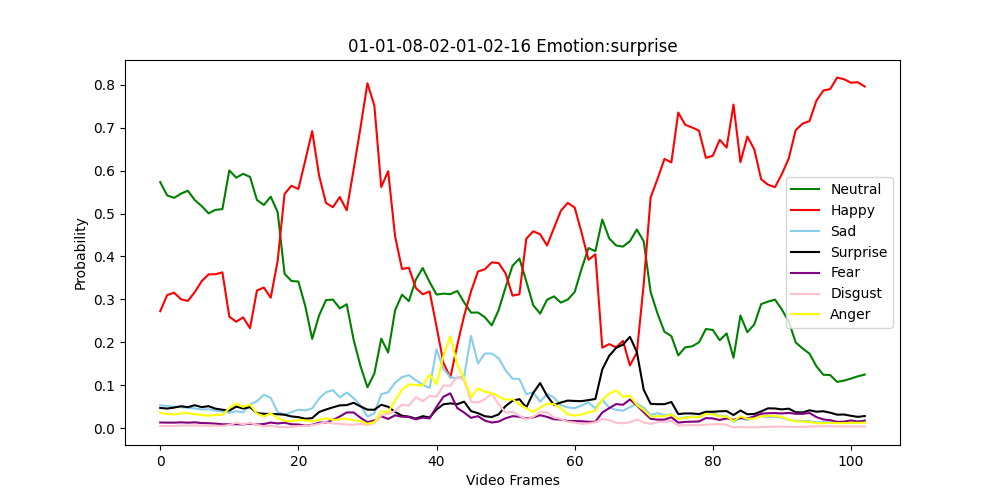 01-01-08-02-01-02-16 Emotion:surprise
Probability
0.8
0.7
0.6
0.5
0.4
0.3
0.2
0.1
0.0
Neutral
Happy
Sad
Surprise
Fear
Disgust
Anger
0 20 40 60 80 100
Video Frames